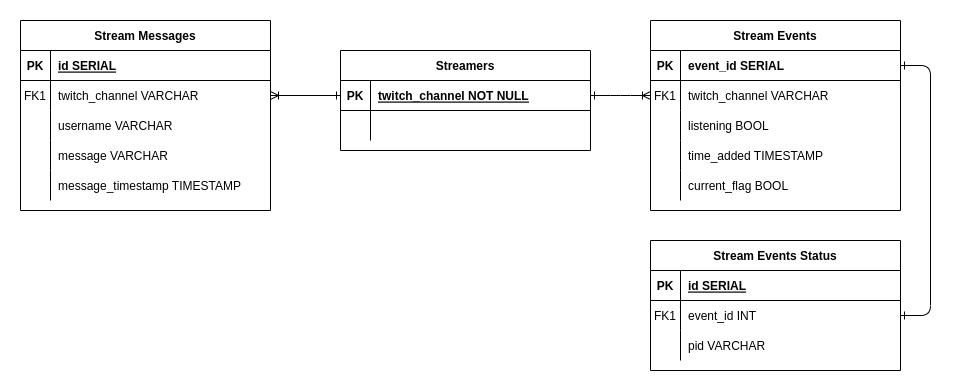 Stream Messages
PK id SERIAL
FK1 twitch_channel VARCHAR
username VARCHAR
message VARCHAR
message_timestamp TIMESTAMP
Streamers
PK twitch_channel NOT NULL
Stream Events
PK event_id SERIAL
FK1 twitch_channel VARCHAR
listening BOOL
time_added TIMESTAMP
current_flag BOOL
Stream Events Status
PK id SERIAL
FK1 event_id INT
pid VARCHAR